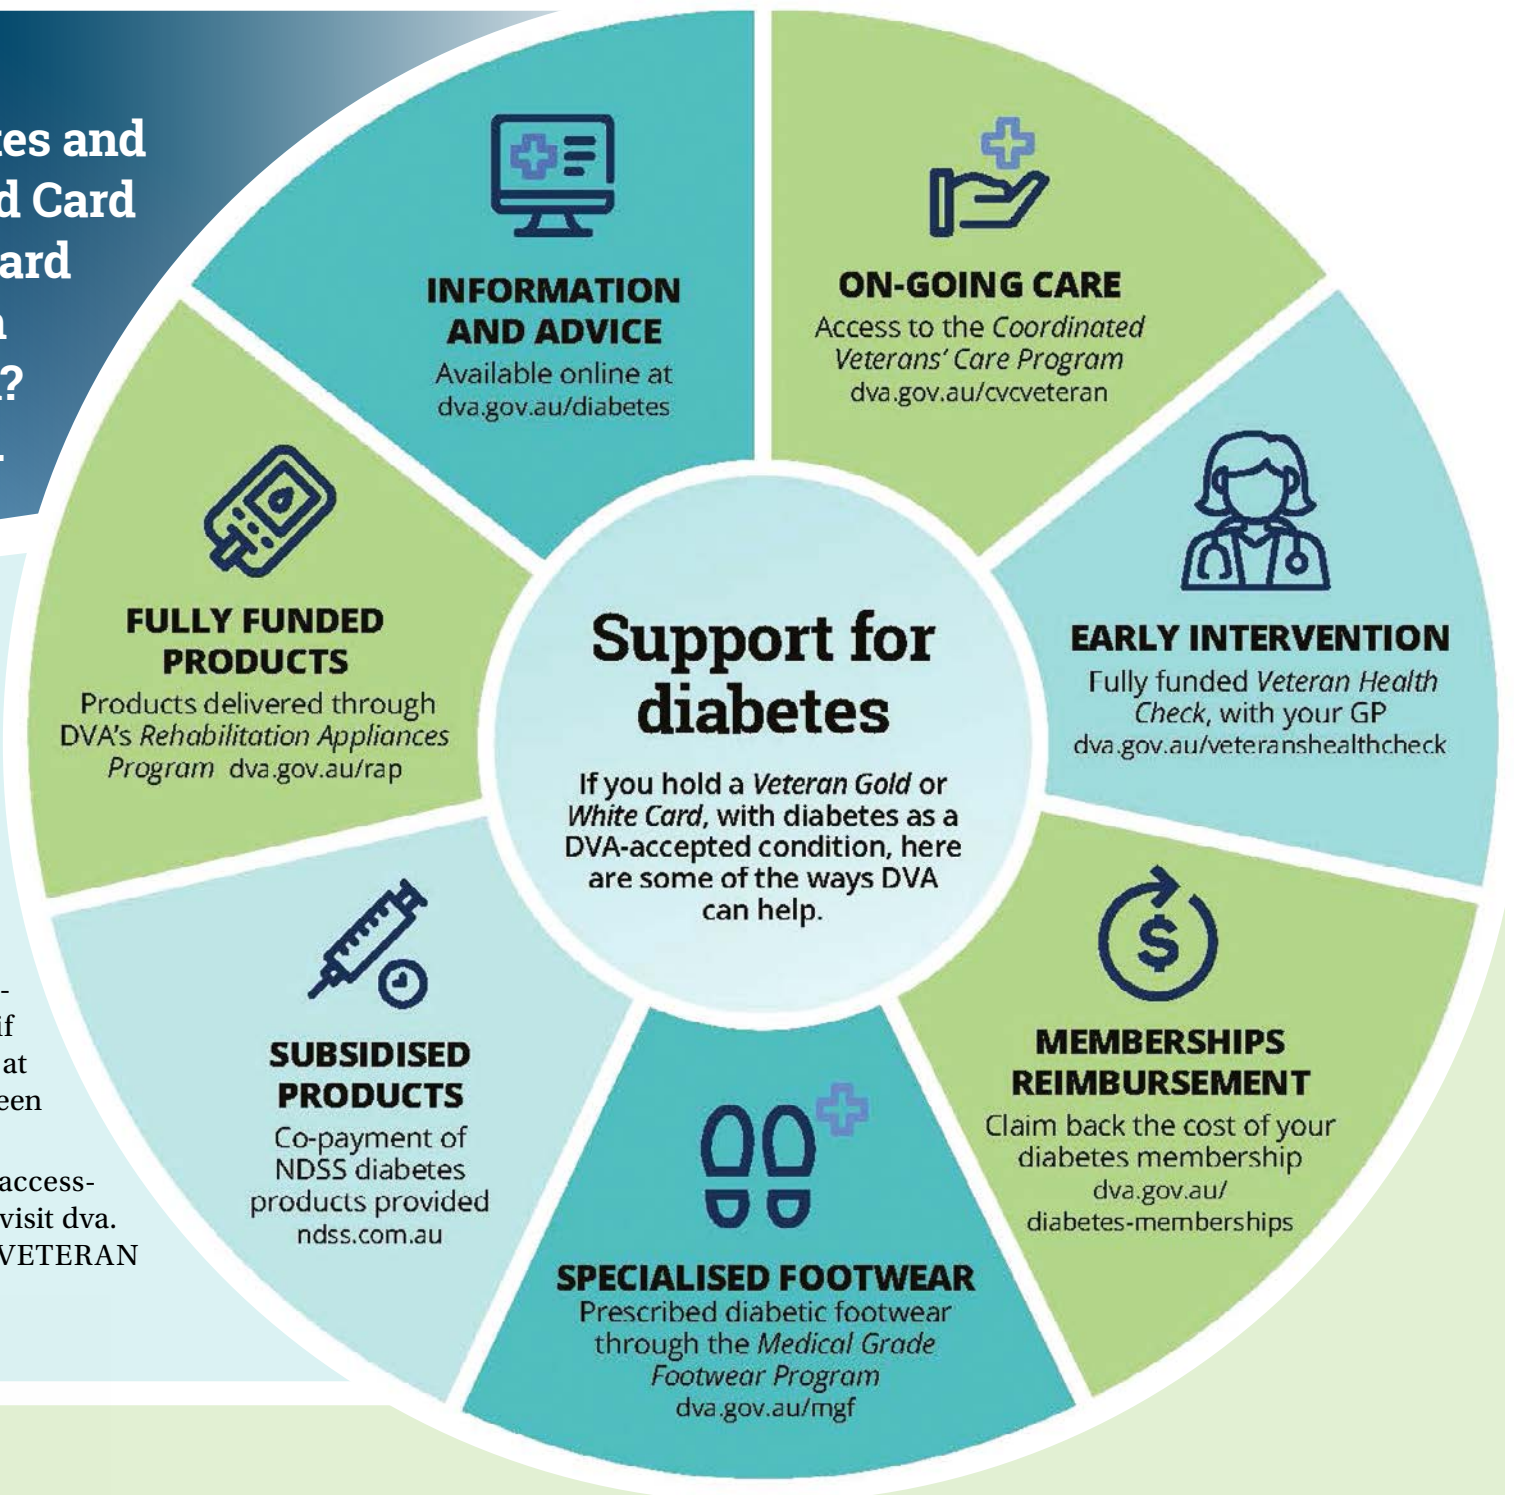 tes and
d Card
ard
?
.
INFORMATION
AND ADVICE
Available online at
dva.gov.au/diabetes
ON-GOING CARE
Access to the Coordinated
Veterans’ Care Program
dva.gov.au/cvcveteran
EARLY INTERVENTION
Fully funded Veteran Health
Check, with your GP
dva.gov.au/veteranshealthcheck
MEMBERSHIPS
REIMBURSEMENT
Claim back the cost of your
diabetes membership
dva.gov.au/
diabetes-memberships
SPECIALISED FOOTWEAR
Prescribed diabetic footwear
through the Medical Grade
Footwear Program
dva.gov.au/mgf
SUBSIDISED
PRODUCTS
Co-payment of
NDSS diabetes
products provided
ndss.com.au
FULLY FUNDED
PRODUCTS
Products delivered through
DVA’s Rehabilitation Appliances
Program dva.gov.au/rap
Support for
diabetes
If you hold a Veteran Gold or
White Card, with diabetes as a
DVA-accepted condition, here
are some of the ways DVA
can help.
-
if
at
een
access-
visit dva.
VETERAN